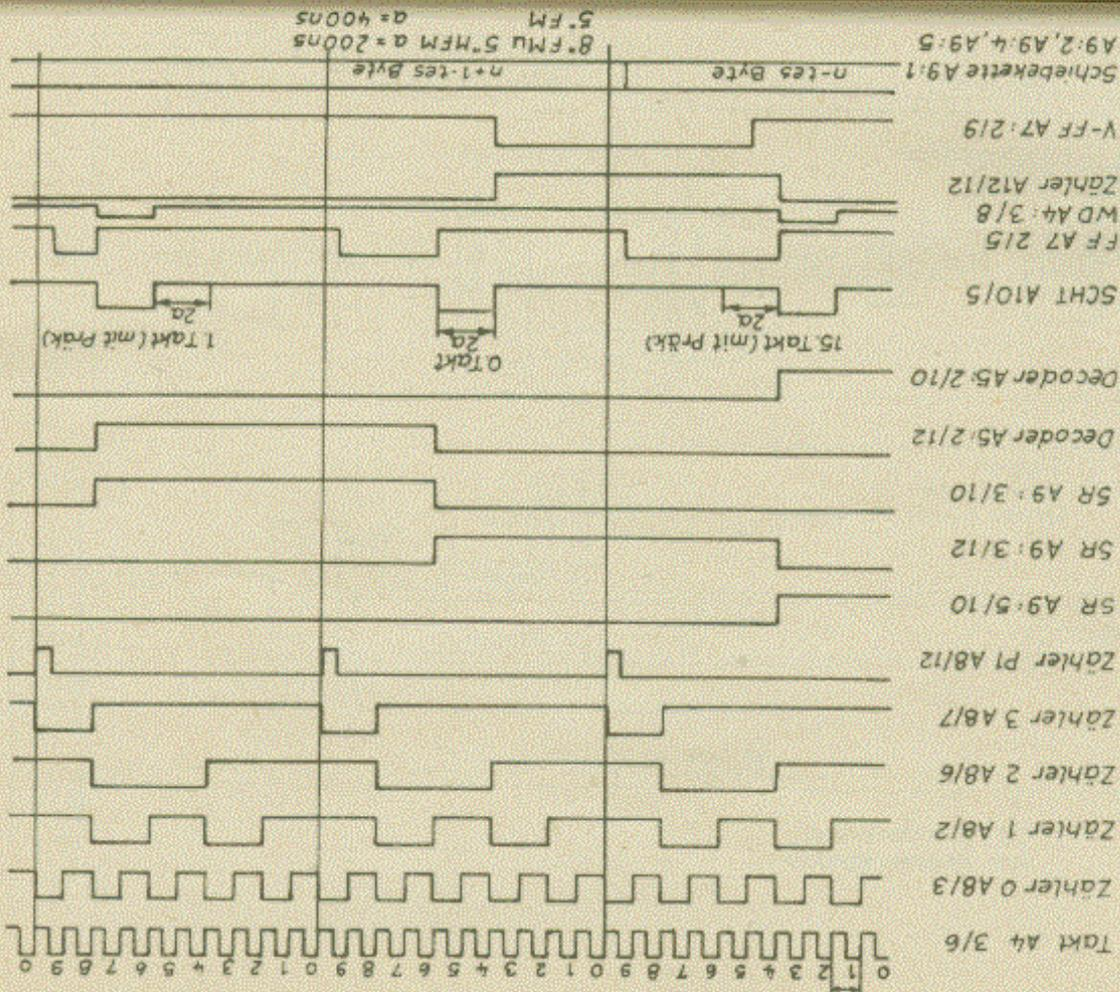 0 1 2 3 4 5 6 7 8 9 0 1 2 3 4 5 6 7 8 9 0 1 2 3 4 5 6 7 8 9 0
Takt A4 3/6
Zähler 0 A8/3
Zähler 1 A8/2
Zähler 2 A8/6
Zähler 3 A8/7
Zähler P1 A8/12
SR A9:5/10
SR A9:3/12
SR A9:3/10
Decoder A5:2/12
Decoder A5:2/10
15.Takt(mit Präk) 0.Takt 1.Takt(mit Präk)
2a 2a 2a
SCHT A10/5
FF A7 2/5
WD A4:3/8
Zähler A12/12
V-FF A7:2/9
Schiebekette A9:1 n-tes Byte n+1-tes Byte
A9:2, A9:4, A9:5 8"FMu 5"MFM a=200ns
5"FM a=400ns